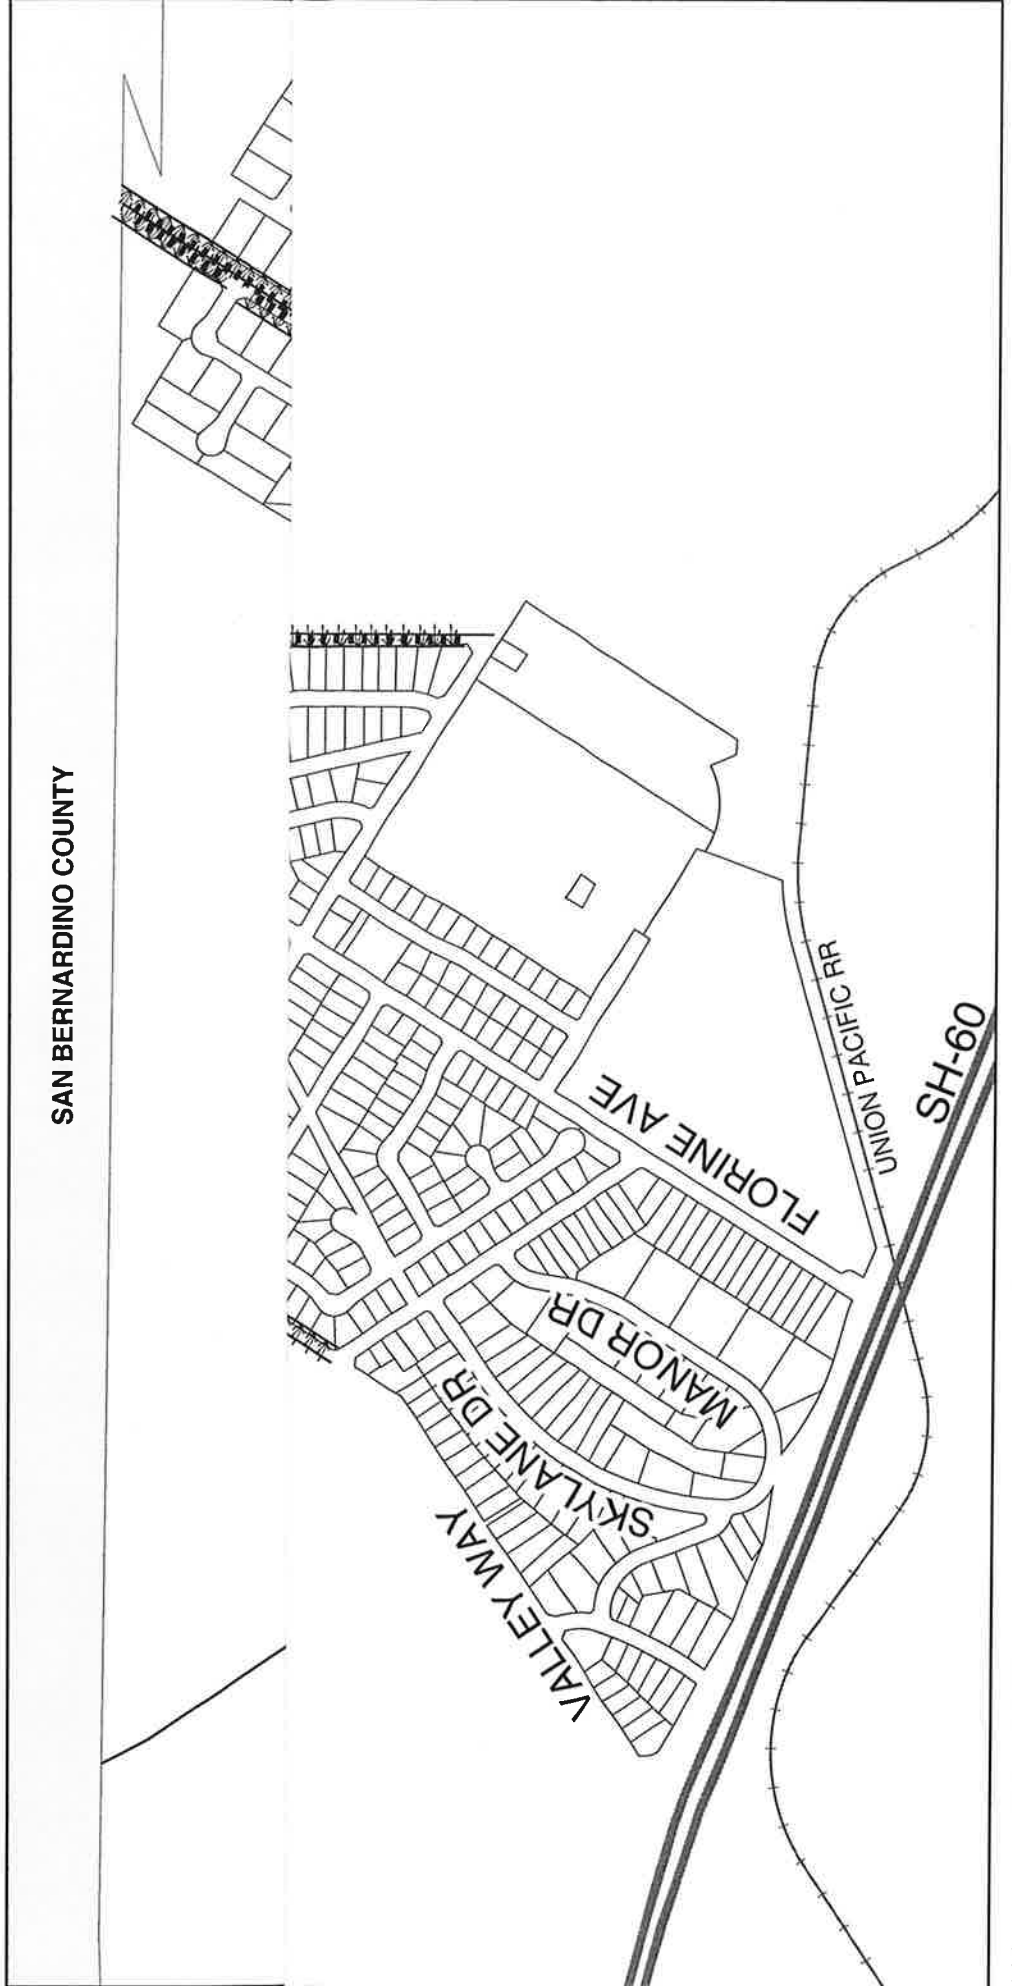 SAN BERNARDINO COUNTY
UNION PACIFIC RR
SH-60
FLORINE AVE
MANOR DR
SKYLANE DR
VALLEY WAY